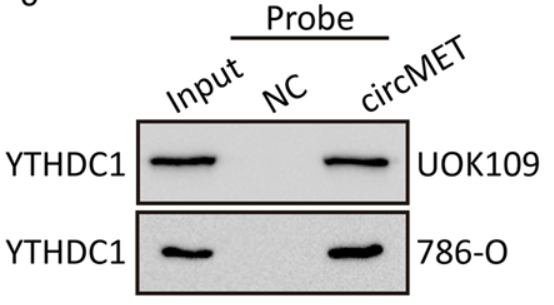 Probe
Input NC circMET
YTHDC1 UOK109
YTHDC1 786-O